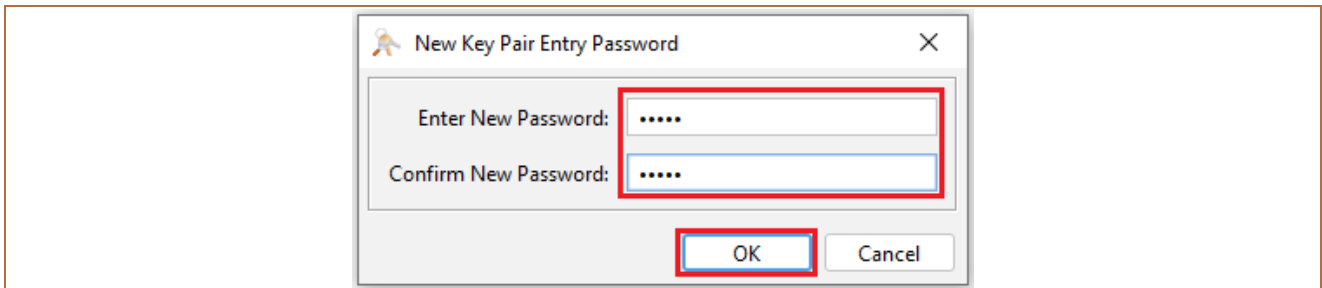 New Key Pair Entry Password
Enter New Password: •••••
Confirm New Password: •••••
OK Cancel